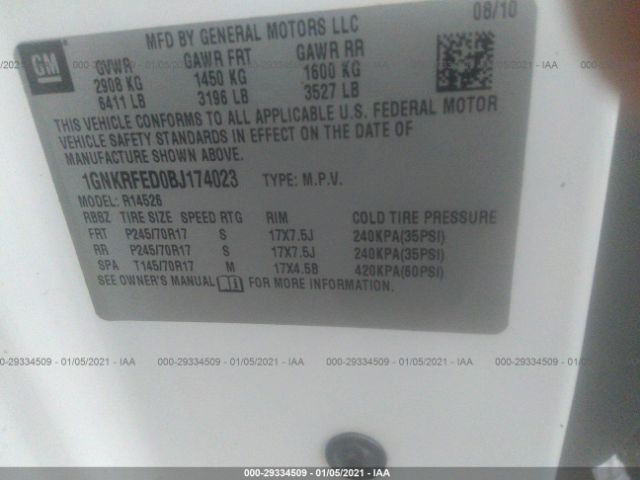 GM
MFD BY GENERAL MOTORS LLC
08/10
GVWR GAWR FRT GAWR RR
2908 KG 1450 KG 1600 KG
6411 LB 3196 LB 3527 LB
THIS VEHICLE CONFORMS TO ALL APPLICABLE U.S. FEDERAL MOTOR
VEHICLE SAFETY STANDARDS IN EFFECT ON THE DATE OF
MANUFACTURE SHOWN ABOVE.
1GNKRFED0BJ174023 TYPE: M.P.V.
MODEL: R14526
RBBZ TIRE SIZE SPEED RTG RIM COLD TIRE PRESSURE
FRT P245/70R17 S 17X7.5J 240KPA(35PSI)
RR P245/70R17 S 17X7.5J 240KPA(35PSI)
SPA T145/70R17 M 17X4.5B 420KPA(60PSI)
SEE OWNER'S MANUAL FOR MORE INFORMATION.
000-29334509 - 01/05/2021 - IAA